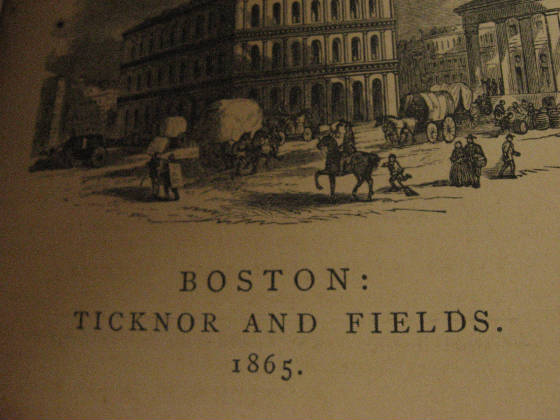 BOSTON:
TICKNOR AND FIELDS.
1865.